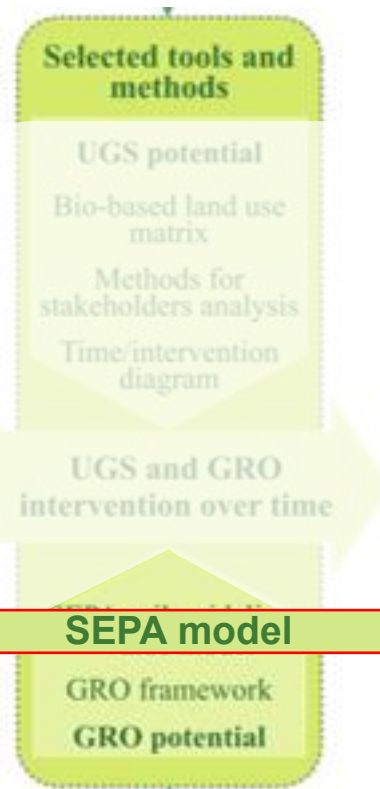 Selected tools and
methods
UGS potential
Bio-based land use
matrix
Methods for
stakeholders analysis
Time/intervention
diagram
UGS and GRO
intervention over time
SEPA model
GRO framework
GRO potential